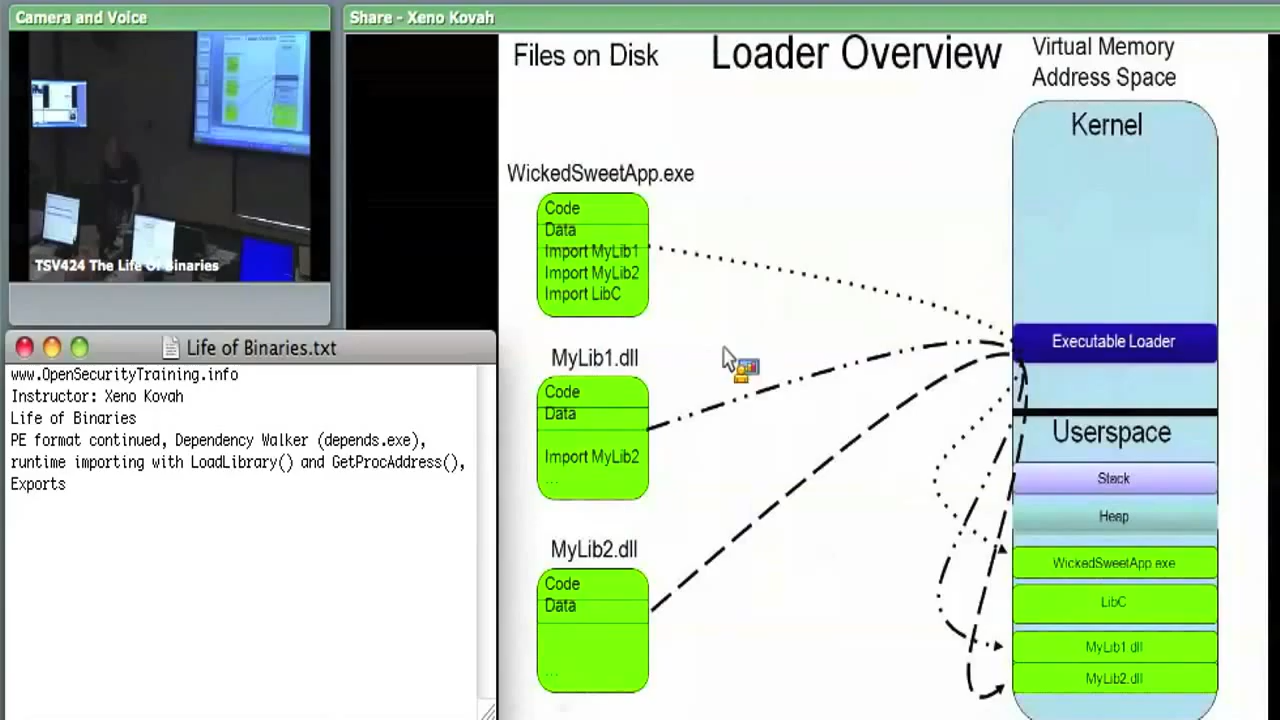 Camera and Voice
TSV424 The Life Of Binaries
Share - Xeno Kovah
Life of Binaries.txt
www.OpenSecurityTraining.info
Instructor: Xeno Kovah
Life of Binaries
PE format continued, Dependency Walker (depends.exe),
runtime importing with LoadLibrary() and GetProcAddress(),
Exports
Files on Disk
Loader Overview
Virtual Memory
Address Space
WickedSweetApp.exe
Code
Data
Import MyLib1
Import MyLib2
Import LibC
MyLib1.dll
Code
Data
Import MyLib2
...
MyLib2.dll
Code
Data
...
Kernel
Executable Loader
Userspace
Stack
Heap
WickedSweetApp.exe
LibC
MyLib1.dll
MyLib2.dll